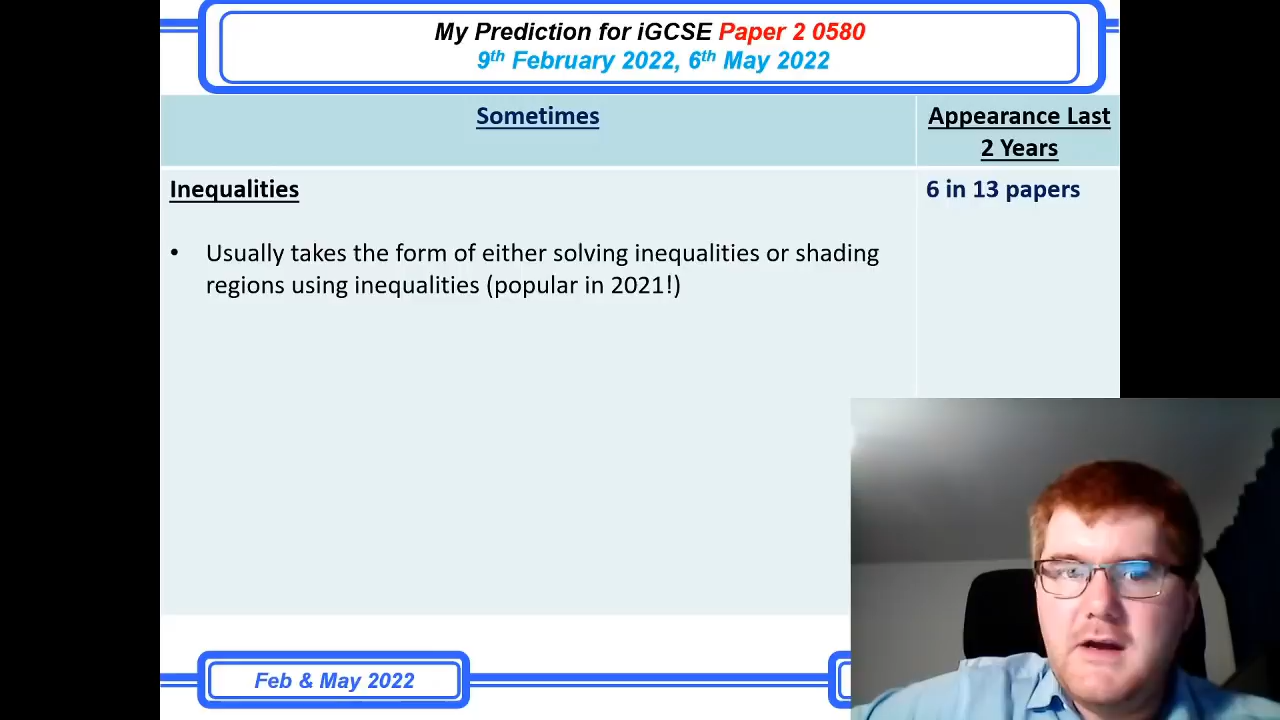 My Prediction for iGCSE Paper 2 0580
9th February 2022, 6th May 2022
Sometimes
Appearance Last
2 Years
Inequalities
6 in 13 papers
• Usually takes the form of either solving inequalities or shading
regions using inequalities (popular in 2021!)
Feb & May 2022